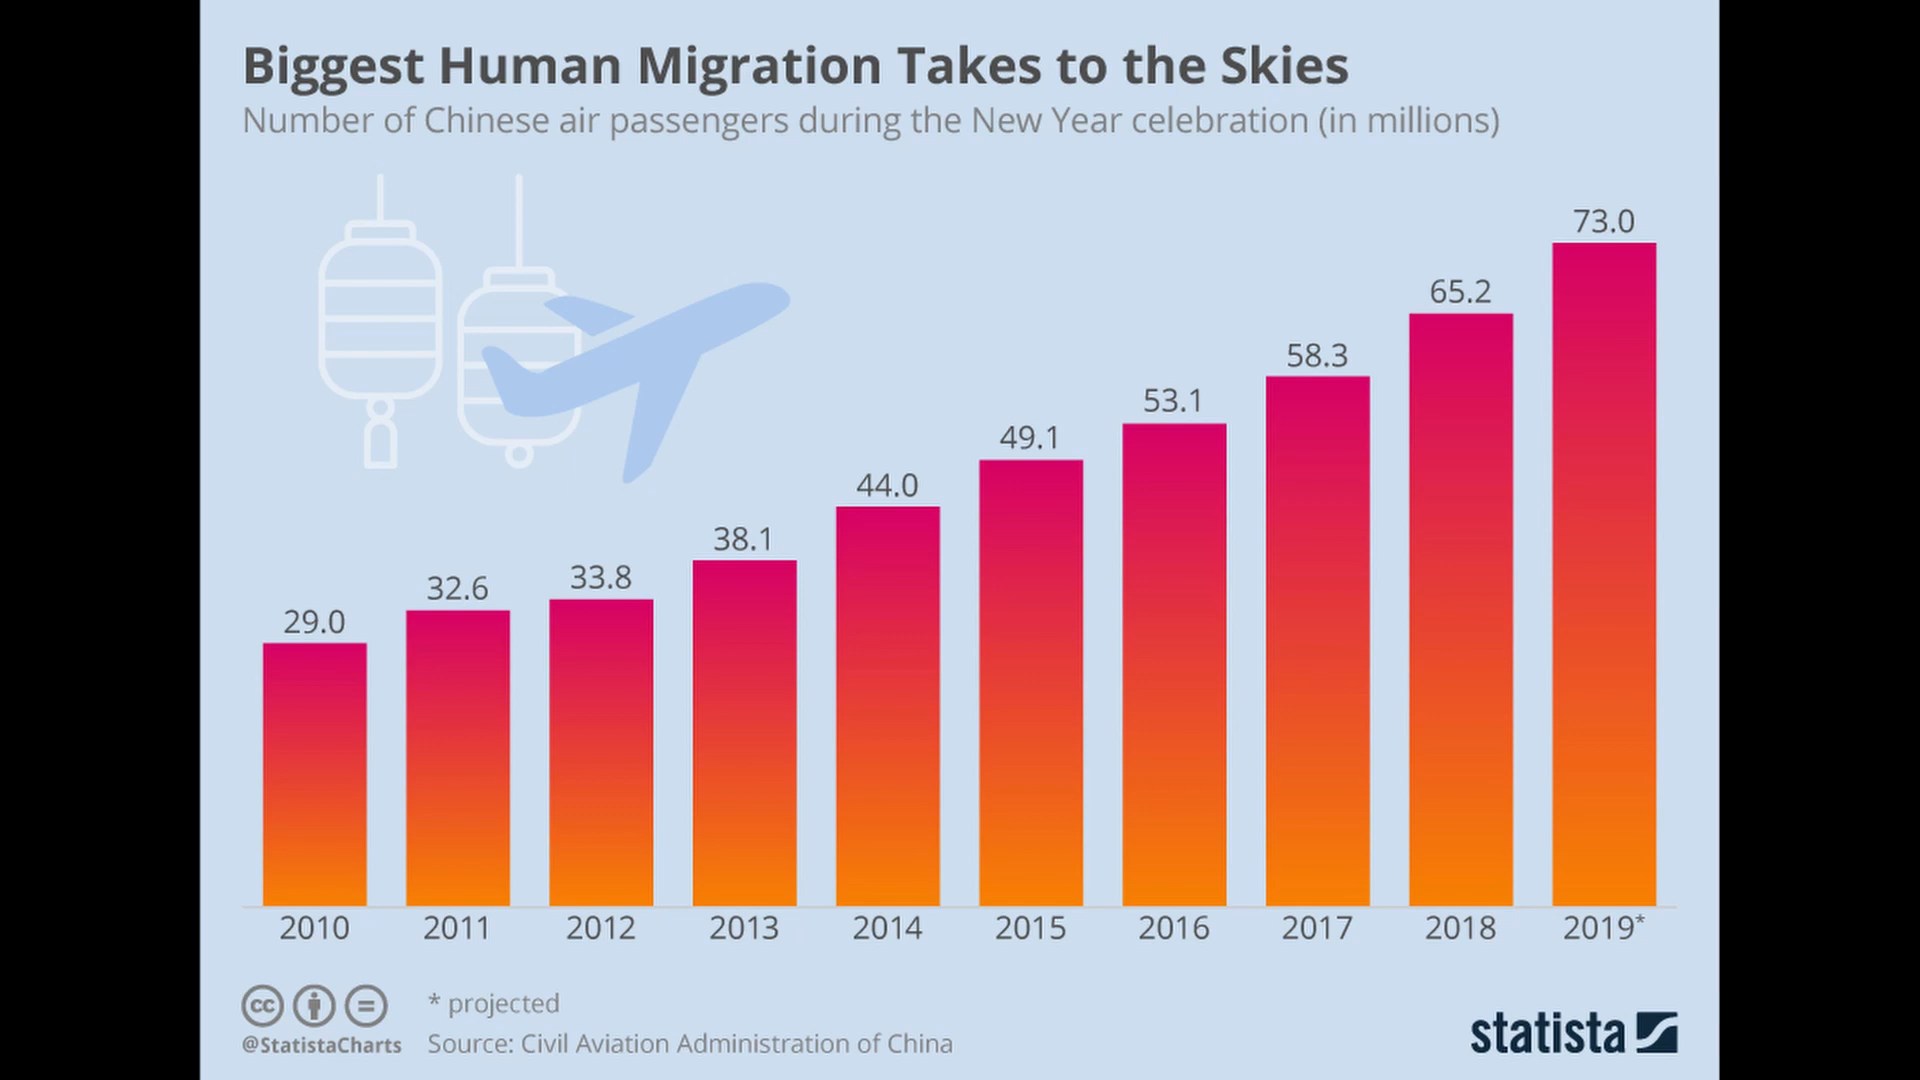 Biggest Human Migration Takes to the Skies
Number of Chinese air passengers during the New Year celebration (in millions)
29.0
32.6
33.8
38.1
44.0
49.1
53.1
58.3
65.2
73.0
2010
2011
2012
2013
2014
2015
2016
2017
2018
2019*
cc
@StatistaCharts
* projected
Source: Civil Aviation Administration of China
statista